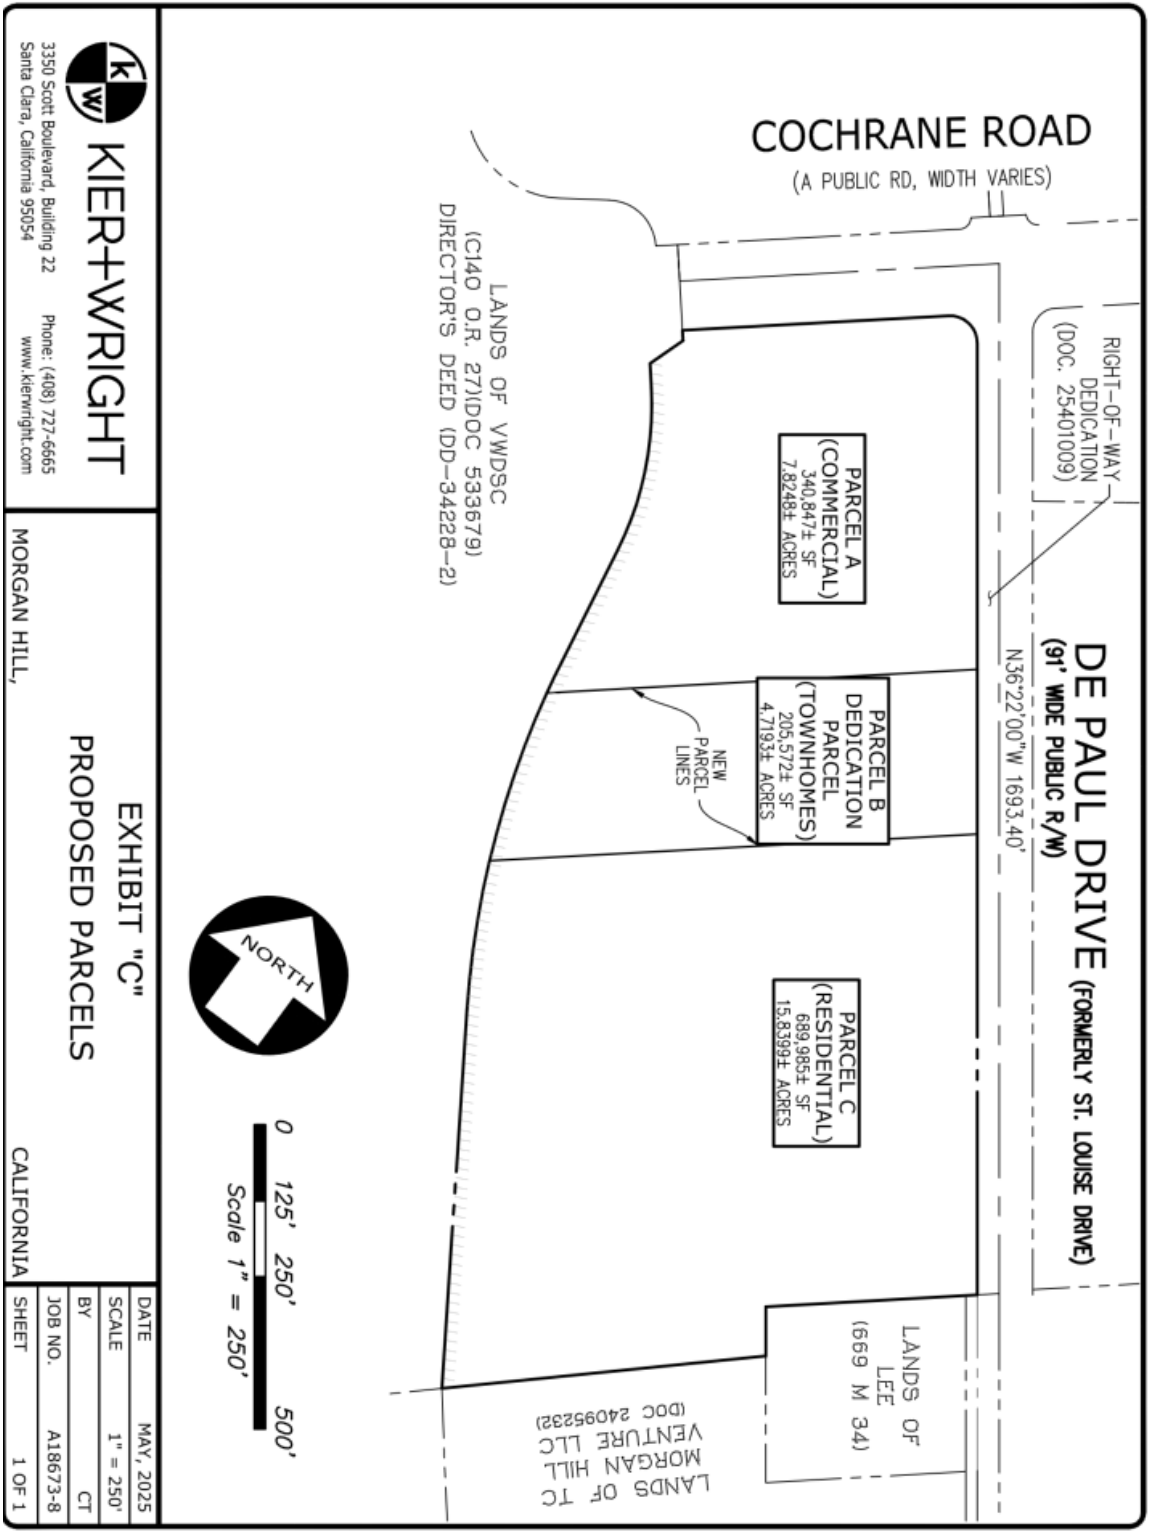 COCHRANE ROAD
(A PUBLIC RD, WIDTH VARIES)
RIGHT-OF-WAY
DEDICATION
(DOC. 25401009)
DE PAUL DRIVE (FORMERLY ST. LOUISE DRIVE)
(91' WIDE PUBLIC R/W)
N36°22'00"W 1693.40'
PARCEL A
(COMMERCIAL)
340,847± SF
7.8248± ACRES
PARCEL B
DEDICATION
PARCEL
(TOWNHOMES)
205,572± SF
4.7193± ACRES
NEW
PARCEL
LINES
PARCEL C
(RESIDENTIAL)
689,985± SF
15.8399± ACRES
LANDS OF VWDSC
(C140 O.R. 27)(DOC 533679)
DIRECTOR'S DEED (DD-34228-2)
LANDS OF
LEE
(669 M 34)
LANDS OF TC
MORGAN HILL
VENTURE LLC
(DOC 24095232)
NORTH
0 125' 250' 500'
Scale 1" = 250'
k
w
KIER+WRIGHT
3350 Scott Boulevard, Building 22 Phone: (408) 727-6665
Santa Clara, California 95054 www.kierwright.com
EXHIBIT "C"
PROPOSED PARCELS
MORGAN HILL, CALIFORNIA
DATE MAY, 2025
SCALE 1" = 250'
BY CT
JOB NO. A18673-8
SHEET 1 OF 1